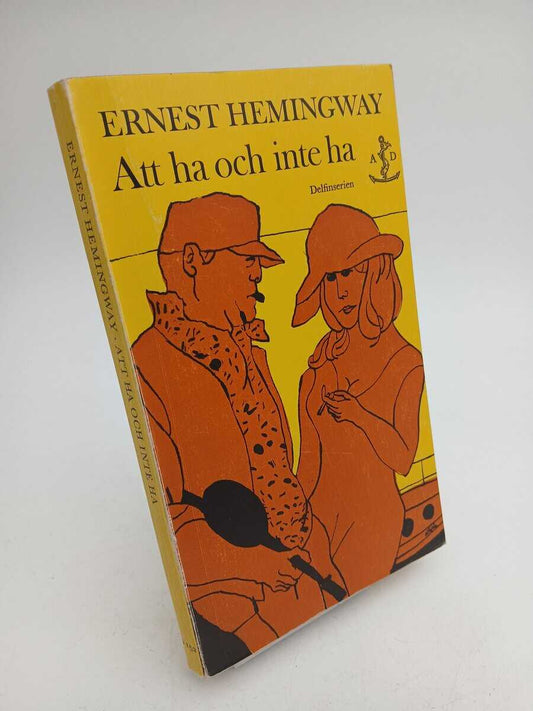 ERNEST HEMINGWAY
Att ha och inte ha
A D
Delfinserien
ERNEST HEMINGWAY · ATT HA OCH INTE HA